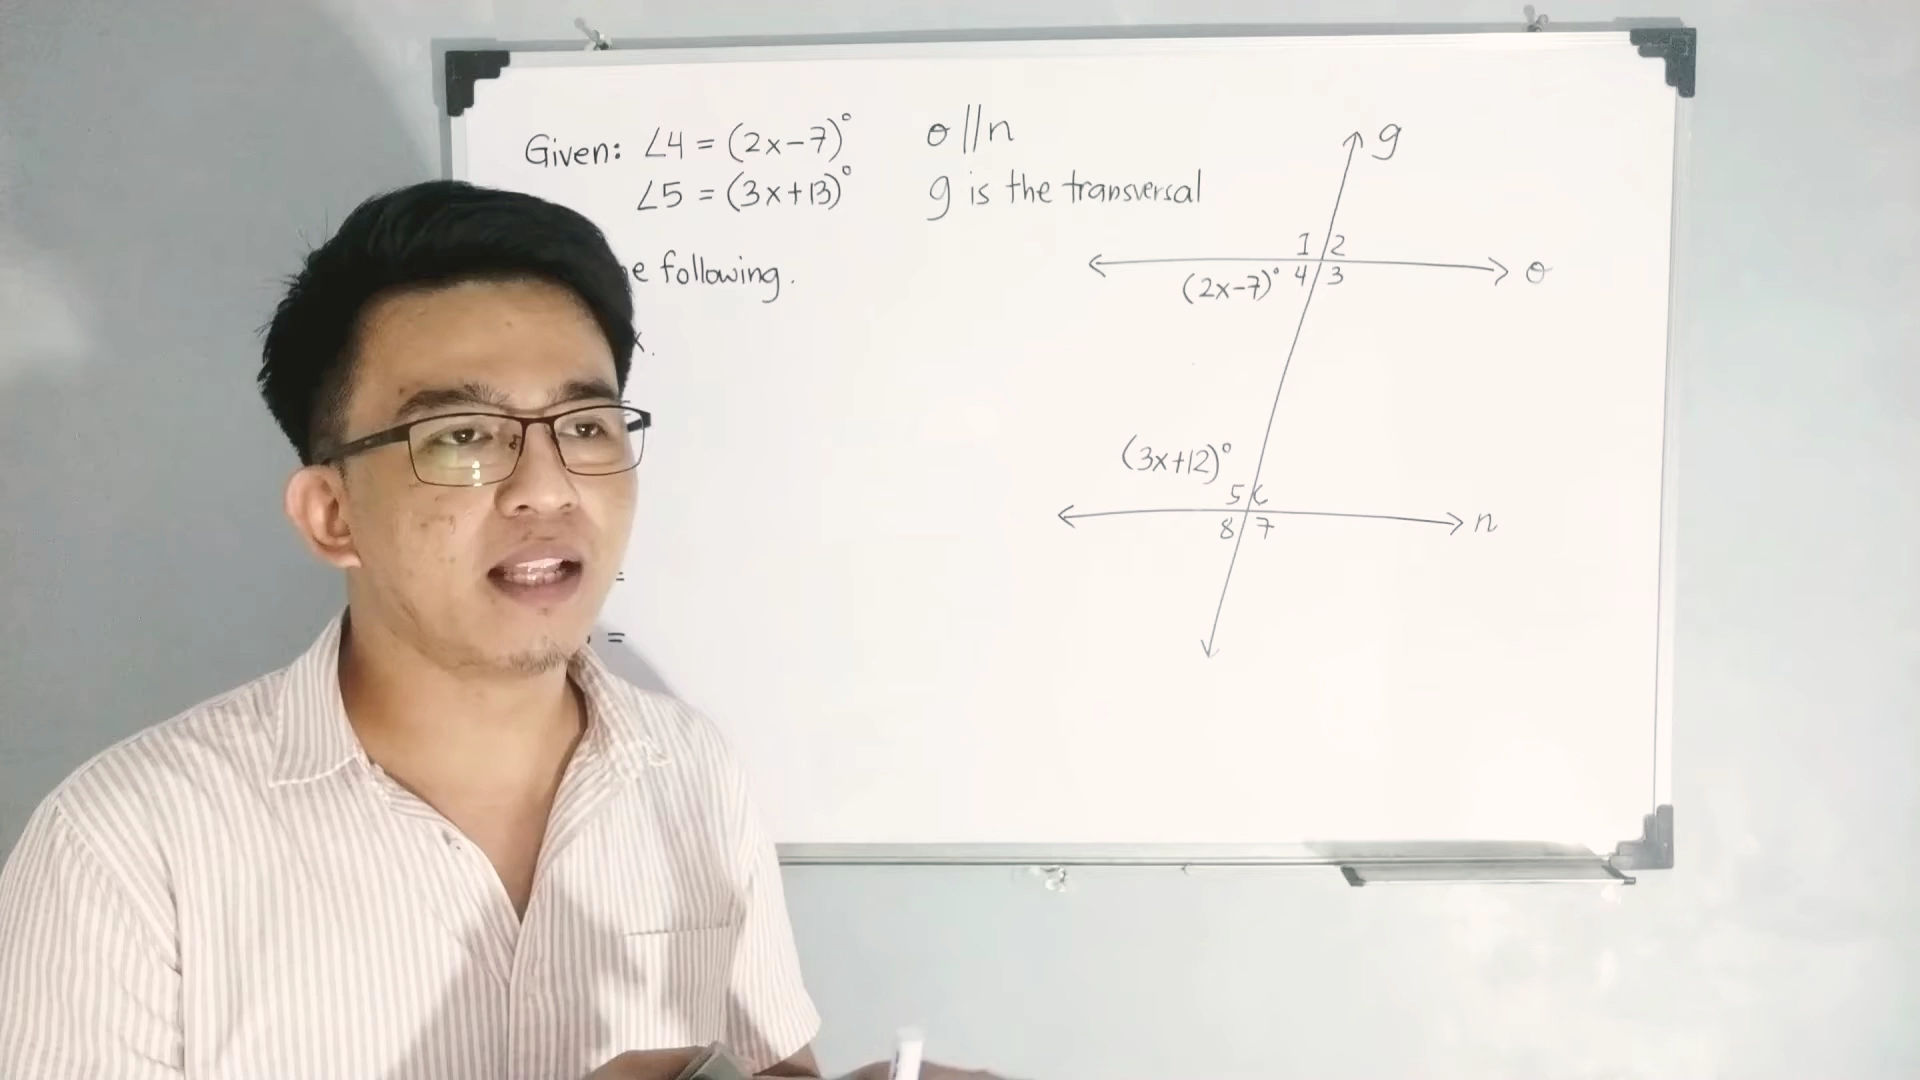 Given: ∠4 = (2x-7)° o//n
∠5 = (3x+13)° g is the transversal
following.
x.
=
=
g
1 2
(2x-7)° 4 3 o
(3x+12)°
5 6
8 7 n